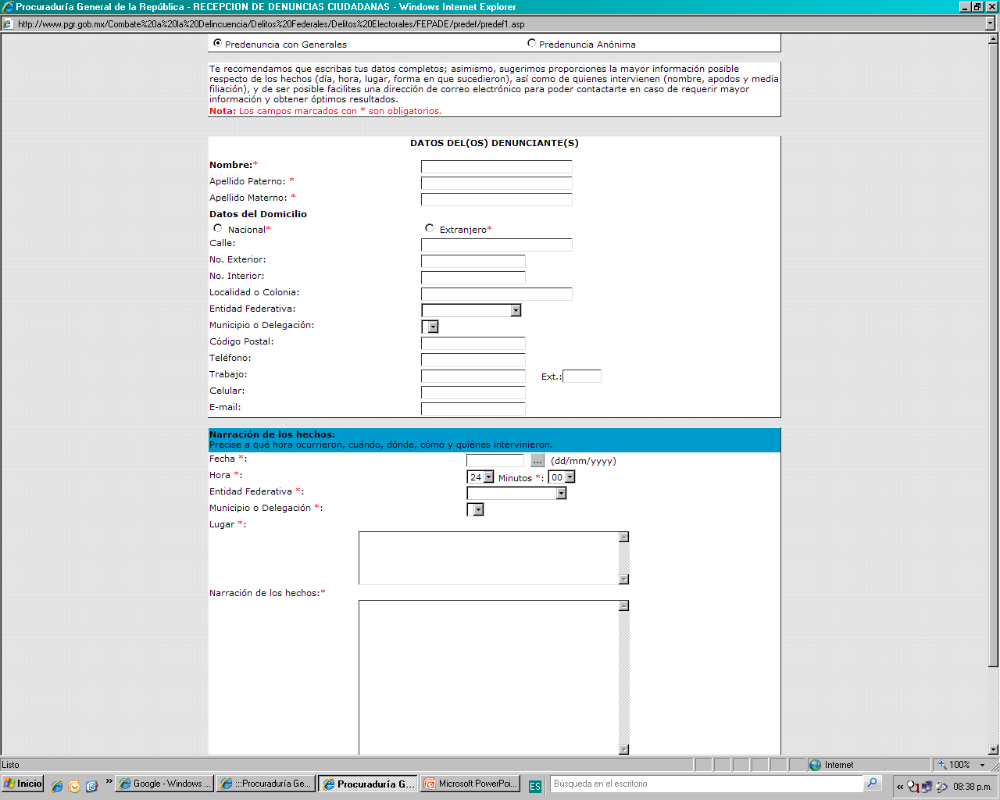 Procuraduría General de la República - RECEPCION DE DENUNCIAS CIUDADANAS - Windows Internet Explorer
http://www.pgr.gob.mx/Combate%20a%20la%20Delincuencia/Delitos%20Federales/Delitos%20Electorales/FEPADE/predef/predef1.asp
Predenuncia con Generales Predenuncia Anónima
Te recomendamos que escribas tus datos completos; asimismo, sugerimos proporciones la mayor información posible
respecto de los hechos (día, hora, lugar, forma en que sucedieron), así como de quienes intervienen (nombre, apodos y media
filiación), y de ser posible facilites una dirección de correo electrónico para poder contactarte en caso de requerir mayor
información y obtener óptimos resultados.
Nota: Los campos marcados con * son obligatorios.
DATOS DEL(OS) DENUNCIANTE(S)
Nombre:*
Apellido Paterno: *
Apellido Materno: *
Datos del Domicilio
Nacional* Extranjero*
Calle:
No. Exterior:
No. Interior:
Localidad o Colonia:
Entidad Federativa:
Municipio o Delegación:
Código Postal:
Teléfono:
Trabajo: Ext.:
Celular:
E-mail:
Narración de los hechos:
Precise a qué hora ocurrieron, cuándo, dónde, cómo y quiénes intervinieron.
Fecha *: ... (dd/mm/yyyy)
Hora *: 24 Minutos *: 00
Entidad Federativa *:
Municipio o Delegación *:
Lugar *:
Narración de los hechos:*
Listo Internet 100%
Inicio » Google - Windows ... :::Procuraduría Ge... Procuraduría G... Microsoft PowerPoi... ES Búsqueda en el escritorio « 08:38 p.m.